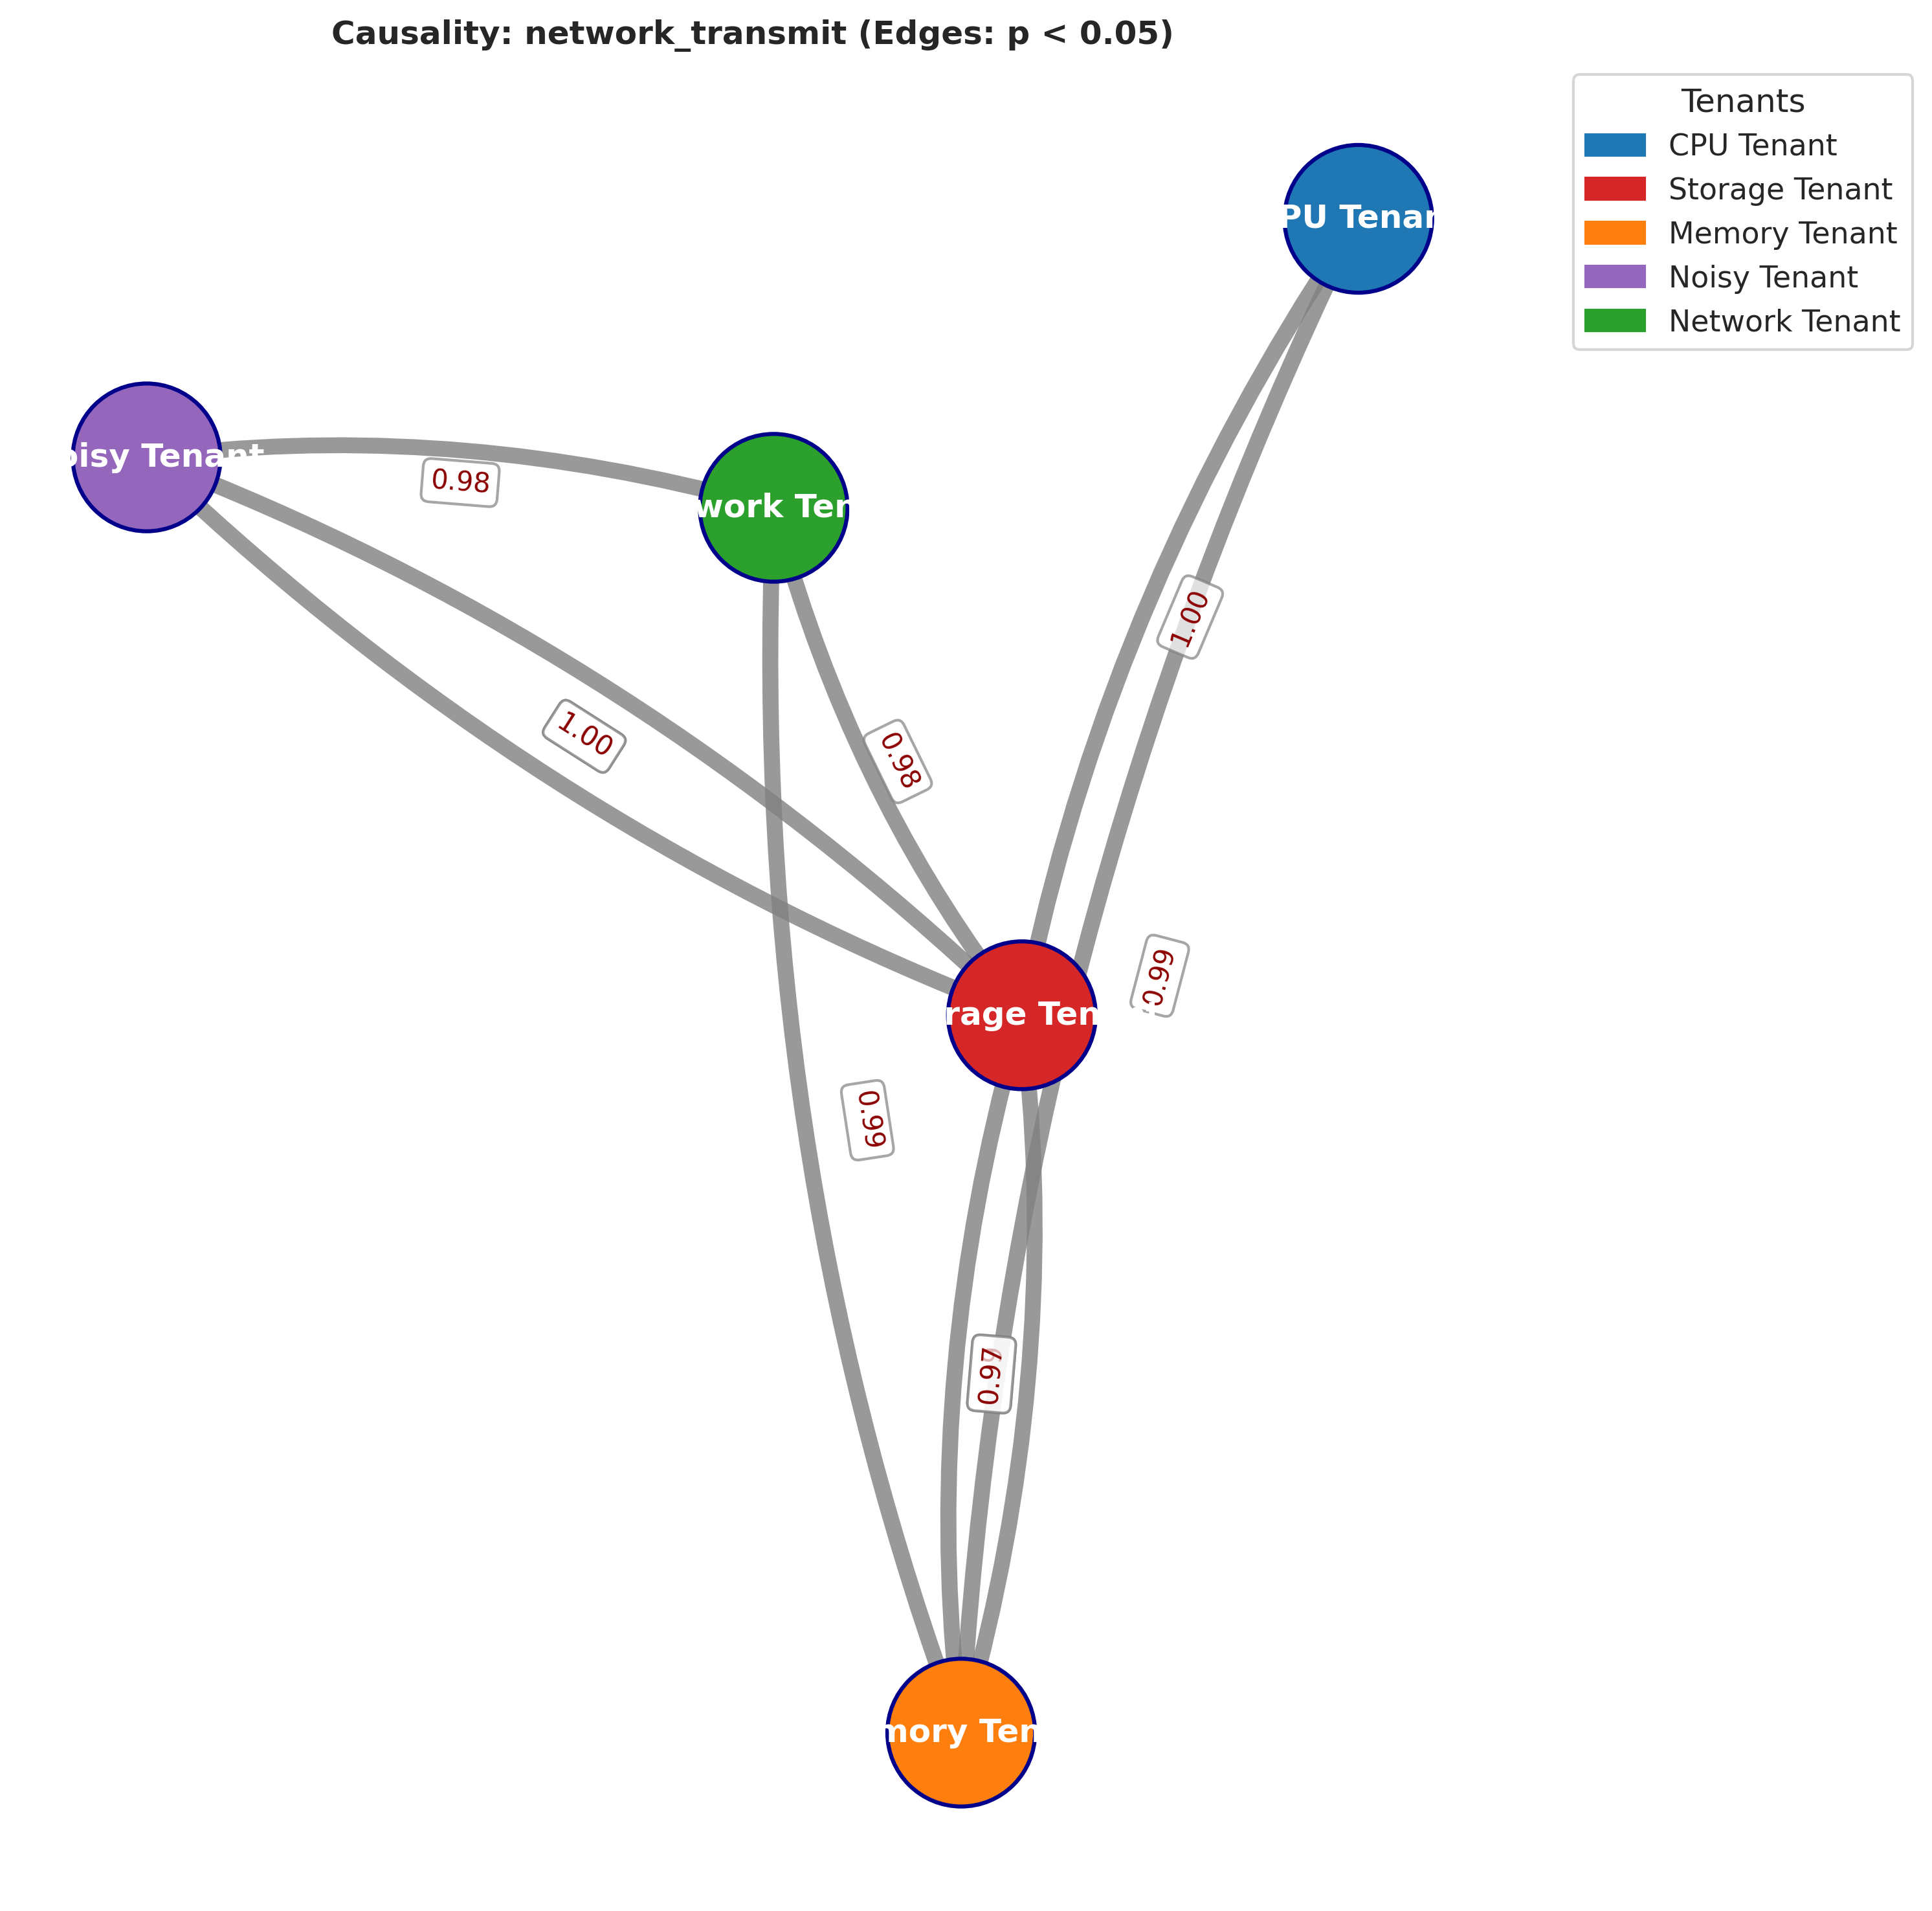 Causality: network_transmit (Edges: p < 0.05)
Tenants
CPU Tenant
Storage Tenant
Memory Tenant
Noisy Tenant
Network Tenant
PU Tenan
oisy Tenant
0.98
work Ten
1.00
1.00
0.98
0.99
rage Ten
0.99
0.97
mory Ten